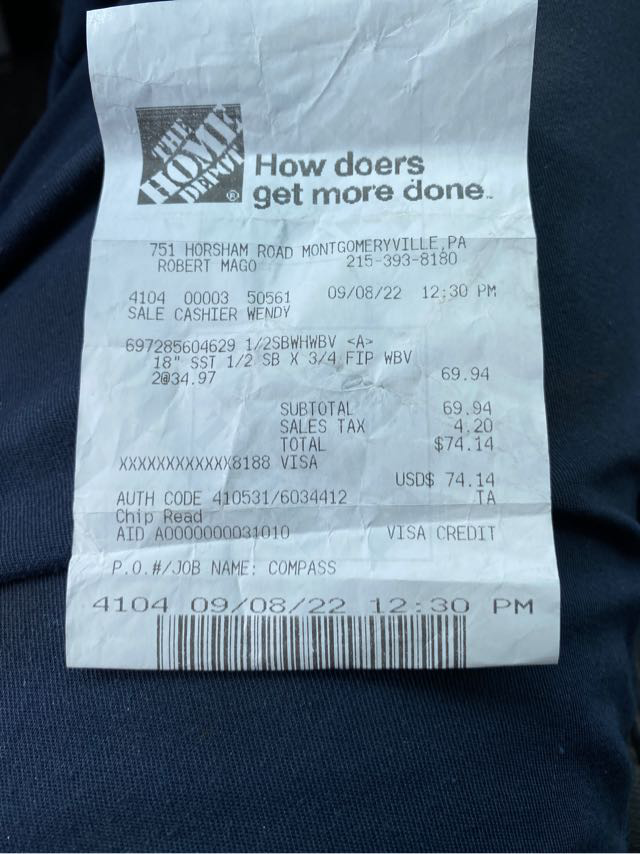 THE
HOME
DEPOT®
How doers
get more done™
751 HORSHAM ROAD MONTGOMERYVILLE,PA
ROBERT MAGO 215-393-8180
4104 00003 50561 09/08/22 12:30 PM
SALE CASHIER WENDY
697285604629 1/2SBWHWBV <A>
18" SST 1/2 SB X 3/4 FIP WBV
2@34.97 69.94
SUBTOTAL 69.94
SALES TAX 4.20
TOTAL $74.14
XXXXXXXXXXXX8188 VISA
USD$ 74.14
AUTH CODE 410531/6034412 TA
Chip Read
AID A0000000031010 VISA CREDIT
P.O.#/JOB NAME: COMPASS
4104 09/08/22 12:30 PM